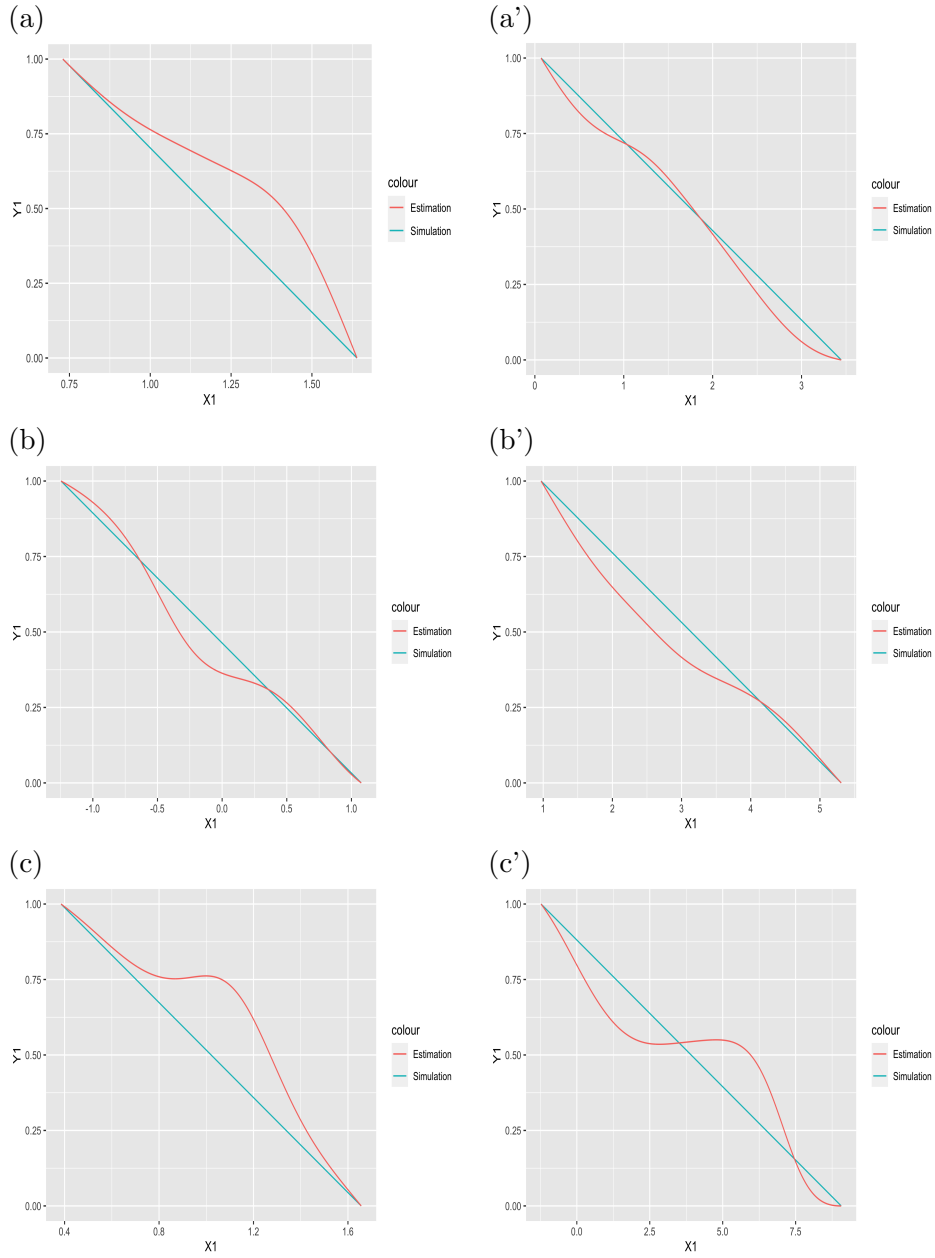 (a)
1.00
0.75
0.50
0.25
0.00
Y1
0.75 1.00 1.25 1.50
X1
colour
Estimation
Simulation
(a')
1.00
0.75
0.50
0.25
0.00
Y1
0 1 2 3
X1
colour
Estimation
Simulation
(b)
1.00
0.75
0.50
0.25
0.00
Y1
-1.0 -0.5 0.0 0.5 1.0
X1
colour
Estimation
Simulation
(b')
1.00
0.75
0.50
0.25
0.00
Y1
1 2 3 4 5
X1
colour
Estimation
Simulation
(c)
1.00
0.75
0.50
0.25
0.00
Y1
0.4 0.8 1.2 1.6
X1
colour
Estimation
Simulation
(c')
1.00
0.75
0.50
0.25
0.00
Y1
0.0 2.5 5.0 7.5
X1
colour
Estimation
Simulation